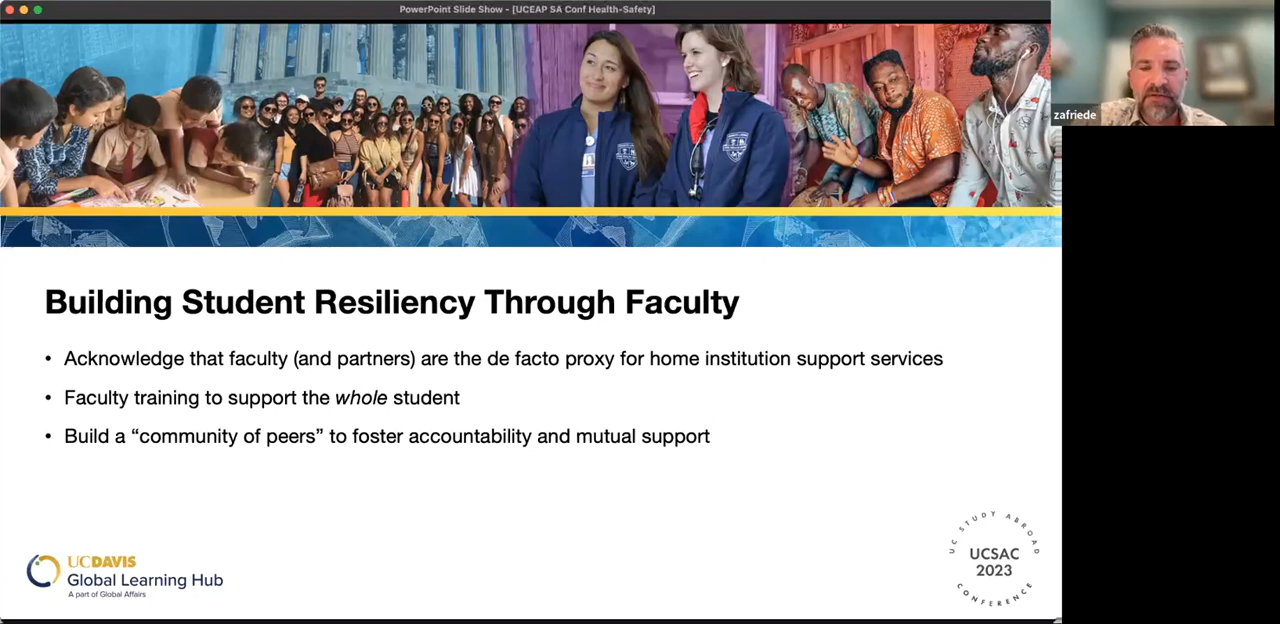 PowerPoint Slide Show - [UCEAP SA Conf Health-Safety]
zafriede
Building Student Resiliency Through Faculty
• Acknowledge that faculty (and partners) are the de facto proxy for home institution support services
• Faculty training to support the whole student
• Build a “community of peers” to foster accountability and mutual support
UCDAVIS
Global Learning Hub
A part of Global Affairs
UC STUDY ABROAD
UCSAC
2023
CONFERENCE